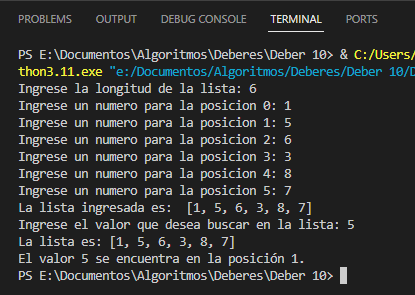 PROBLEMS OUTPUT DEBUG CONSOLE TERMINAL PORTS
PS E:\Documentos\Algoritmos\Deberes\Deber 10> & C:/Users/
thon3.11.exe "e:/Documentos/Algoritmos/Deberes/Deber 10/D
Ingrese la longitud de la lista: 6
Ingrese un numero para la posicion 0: 1
Ingrese un numero para la posicion 1: 5
Ingrese un numero para la posicion 2: 6
Ingrese un numero para la posicion 3: 3
Ingrese un numero para la posicion 4: 8
Ingrese un numero para la posicion 5: 7
La lista ingresada es:  [1, 5, 6, 3, 8, 7]
Ingrese el valor que desea buscar en la lista: 5
La lista es: [1, 5, 6, 3, 8, 7]
El valor 5 se encuentra en la posición 1.
PS E:\Documentos\Algoritmos\Deberes\Deber 10>